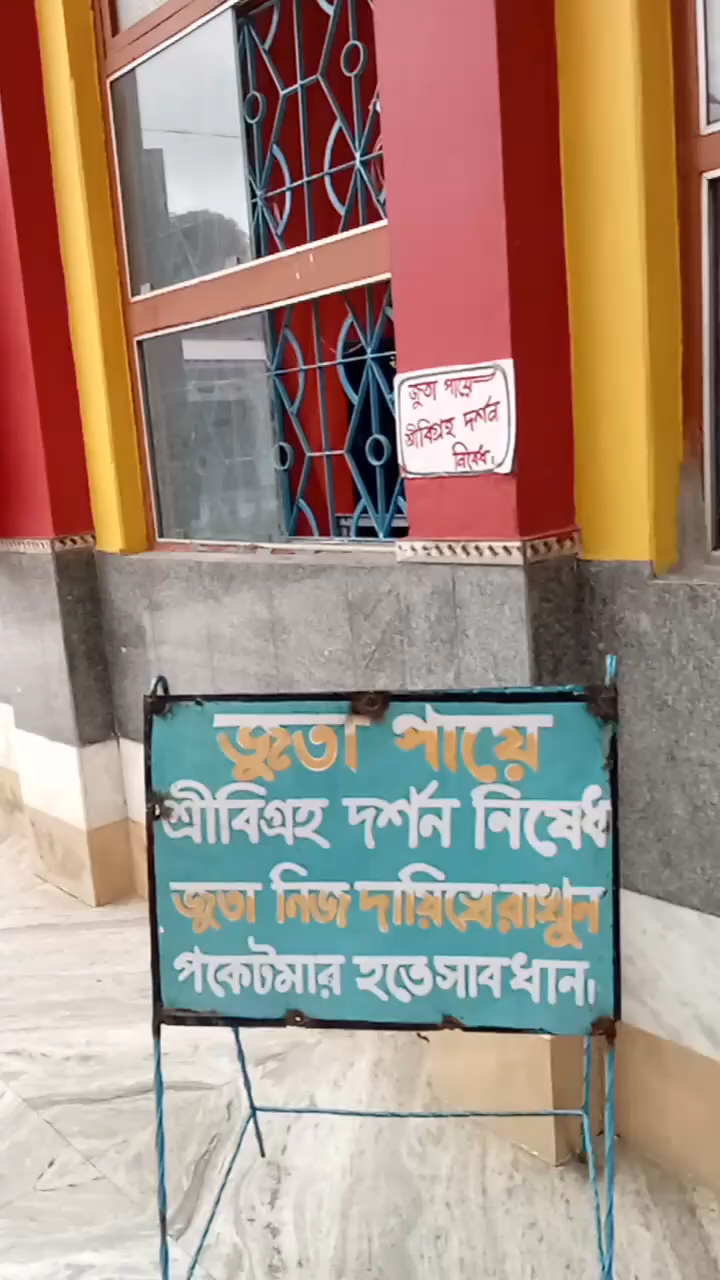 জুতা পায়ে
শ্রীবিগ্রহ দর্শন
নিষেধ।
জুতা পায়ে
শ্রীবিগ্রহ দর্শন নিষেধ
জুতা নিজ দায়িত্বে রাখুন
পকেটমার হতে সাবধান।